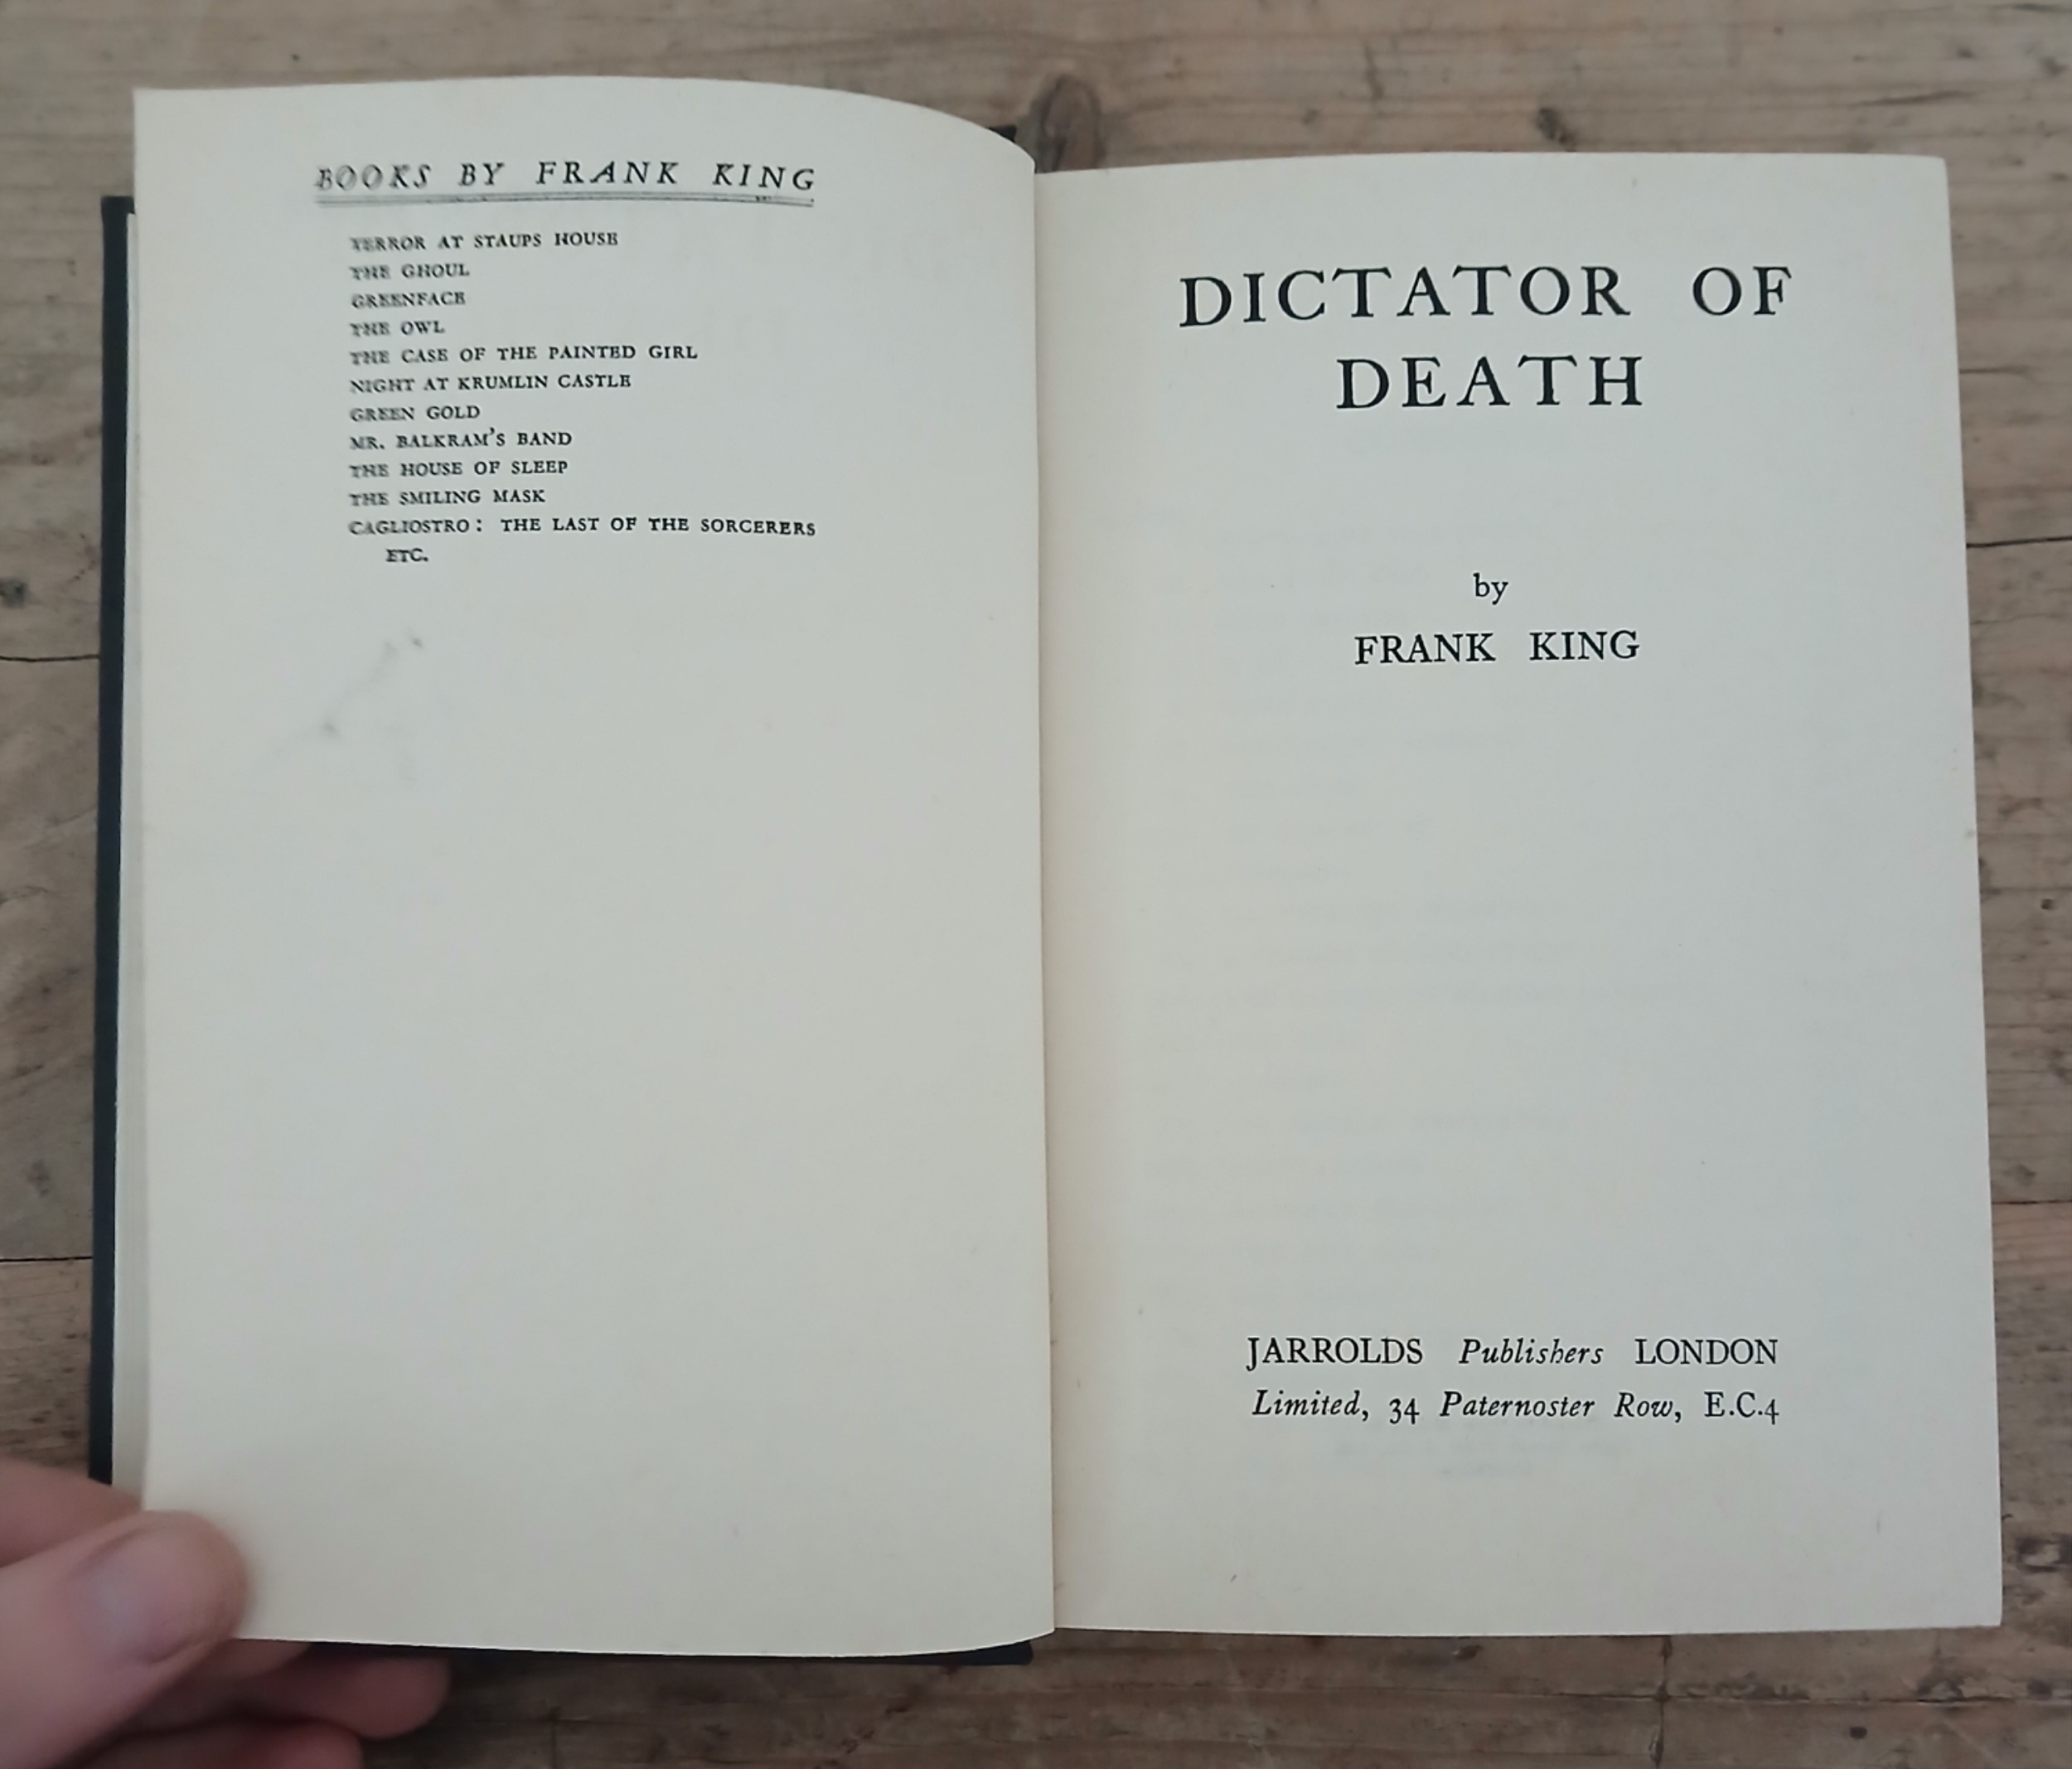 BOOKS BY FRANK KING
TERROR AT STAUPS HOUSE
THE GHOUL
GREENFACE
THE OWL
THE CASE OF THE PAINTED GIRL
NIGHT AT KRUMLIN CASTLE
GREEN GOLD
MR. BALKRAM'S BAND
THE HOUSE OF SLEEP
THE SMILING MASK
CAGLIOSTRO: THE LAST OF THE SORCERERS
ETC.
DICTATOR OF
DEATH
by
FRANK KING
JARROLDS Publishers LONDON
Limited, 34 Paternoster Row, E.C.4